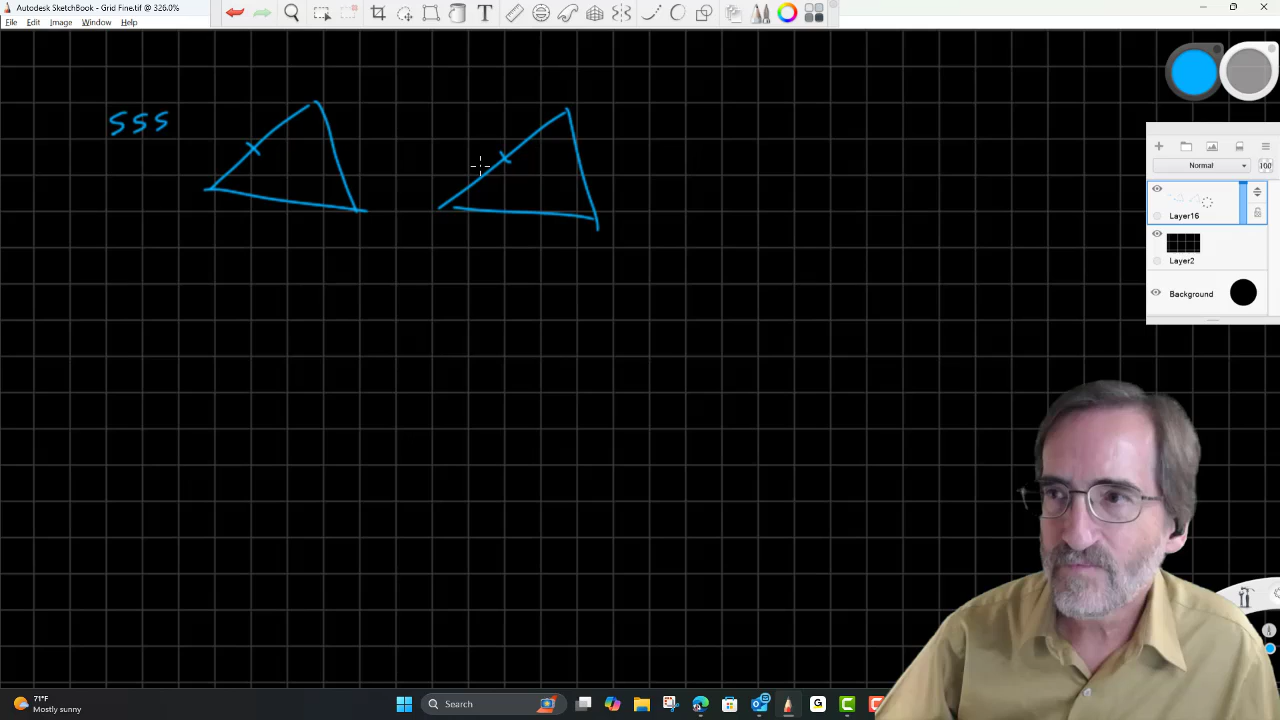 Autodesk SketchBook - Grid Fine.tif @ 326.0%
File Edit Image Window Help
SSS
Normal
100
Layer16
Layer2
Background
71°F
Mostly sunny
Search